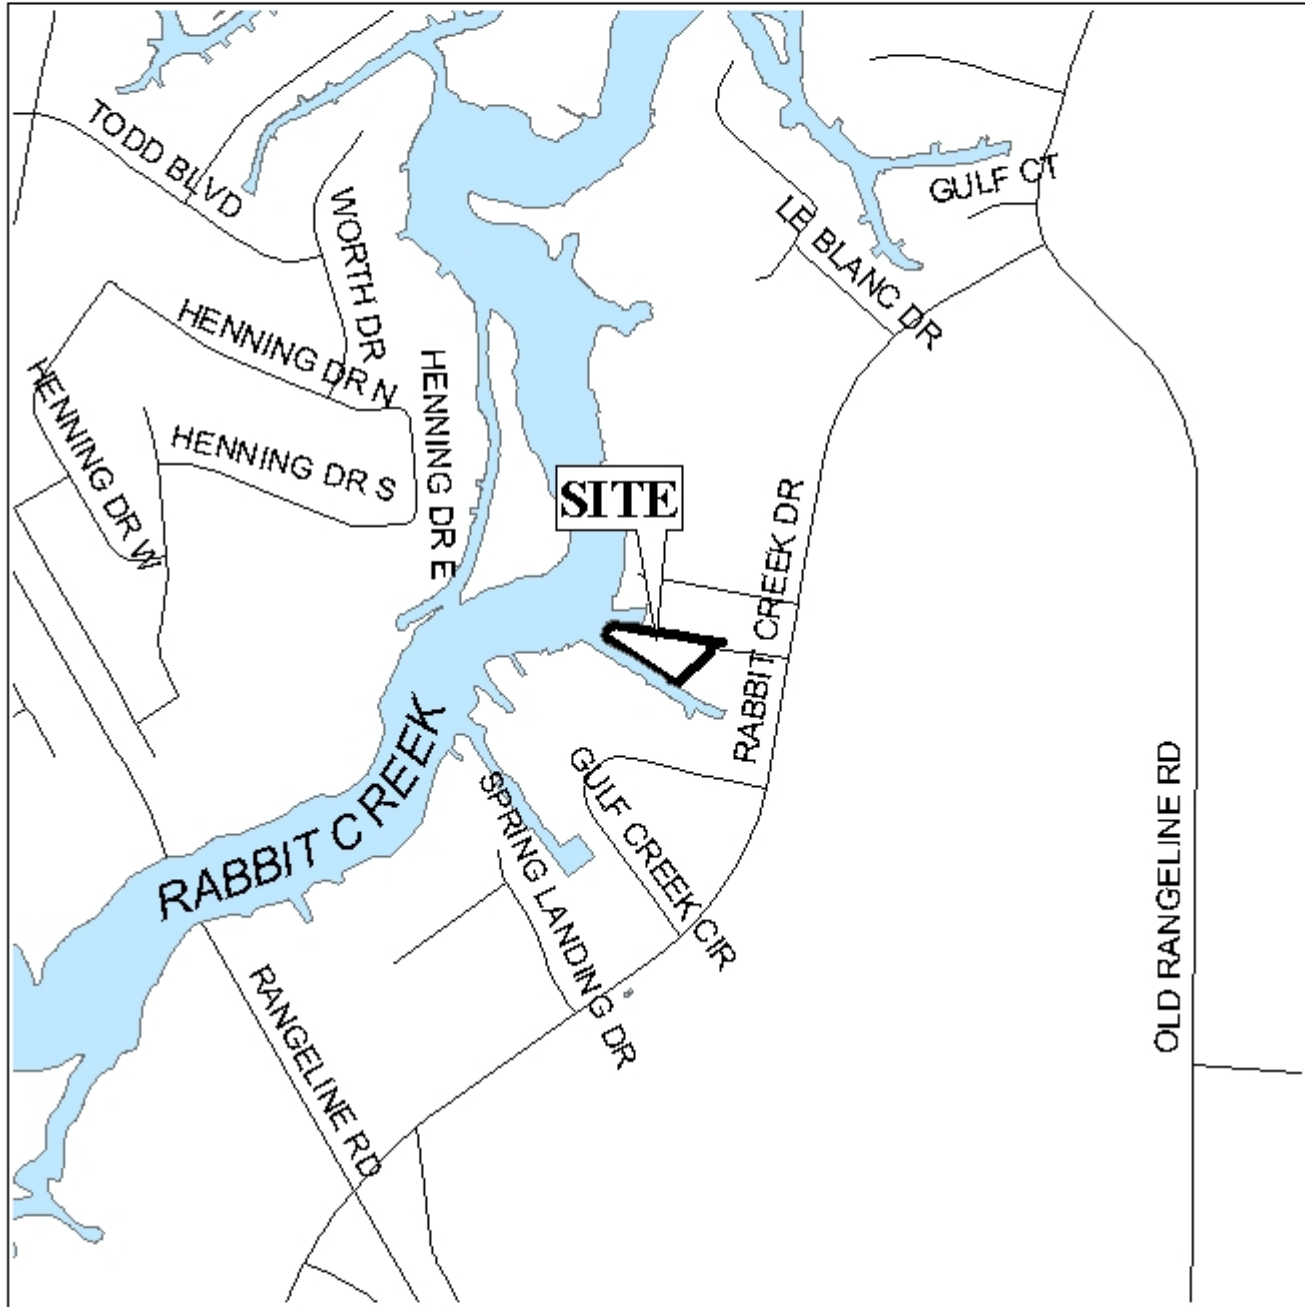 TODD BLVD
GULF CT
LE BLANC DR
WORTH DR
HENNING DR N
HENNING DR E
HENNING DR W
HENNING DR S
SITE
RABBIT CREEK DR
RABBIT CREEK
GULF CREEK CIR
SPRING LANDING DR
OLD RANGELINE RD
RANGELINE RD